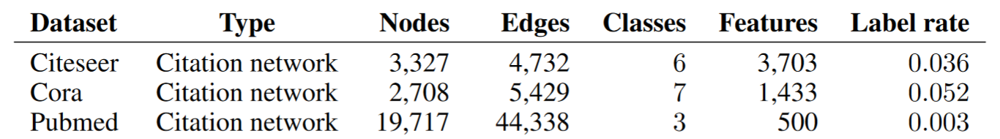 Dataset Type Nodes Edges Classes Features Label rate
Citeseer Citation network 3,327 4,732 6 3,703 0.036
Cora Citation network 2,708 5,429 7 1,433 0.052
Pubmed Citation network 19,717 44,338 3 500 0.003